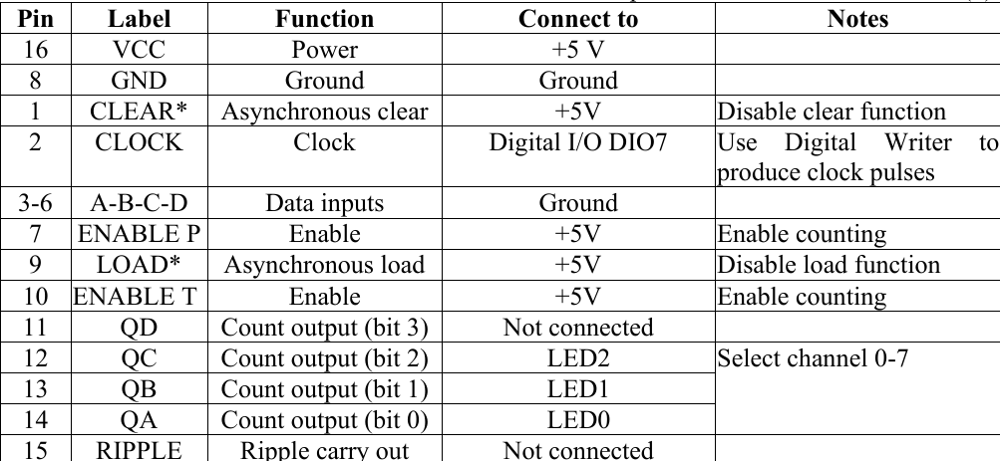 Pin Label Function Connect to Notes
16 VCC Power +5 V
8 GND Ground Ground
1 CLEAR* Asynchronous clear +5V Disable clear function
2 CLOCK Clock Digital I/O DIO7 Use Digital Writer to
produce clock pulses
3-6 A-B-C-D Data inputs Ground
7 ENABLE P Enable +5V Enable counting
9 LOAD* Asynchronous load +5V Disable load function
10 ENABLE T Enable +5V Enable counting
11 QD Count output (bit 3) Not connected
12 QC Count output (bit 2) LED2 Select channel 0-7
13 QB Count output (bit 1) LED1
14 QA Count output (bit 0) LED0
15 RIPPLE Ripple carry out Not connected